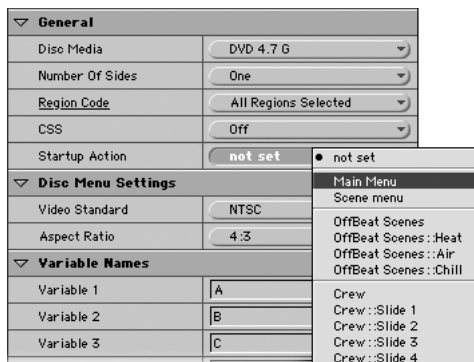 General
Disc Media DVD 4.7 G
Number Of Sides One
Region Code All Regions Selected
CSS Off
Startup Action not set
Disc Menu Settings
Video Standard NTSC
Aspect Ratio 4:3
Variable Names
Variable 1 A
Variable 2 B
Variable 3 C
not set
Main Menu
Scene menu
OffBeat Scenes
OffBeat Scenes::Heat
OffBeat Scenes::Air
OffBeat Scenes::Chill
Crew
Crew::Slide 1
Crew::Slide 2
Crew::Slide 3
Crew::Slide 4